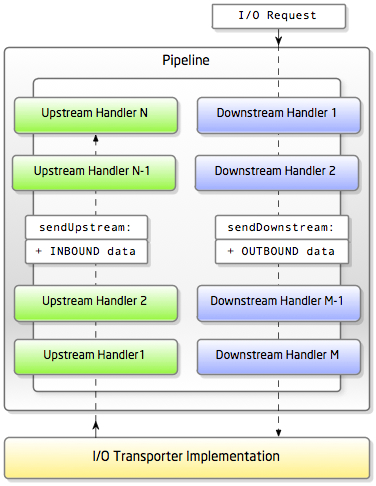 I/O Request
Pipeline
Upstream Handler N
Downstream Handler 1
Upstream Handler N-1
Downstream Handler 2
sendUpstream:
+ INBOUND data
sendDownstream:
+ OUTBOUND data
Upstream Handler 2
Downstream Handler M-1
Upstream Handler1
Downstream Handler M
I/O Transporter Implementation